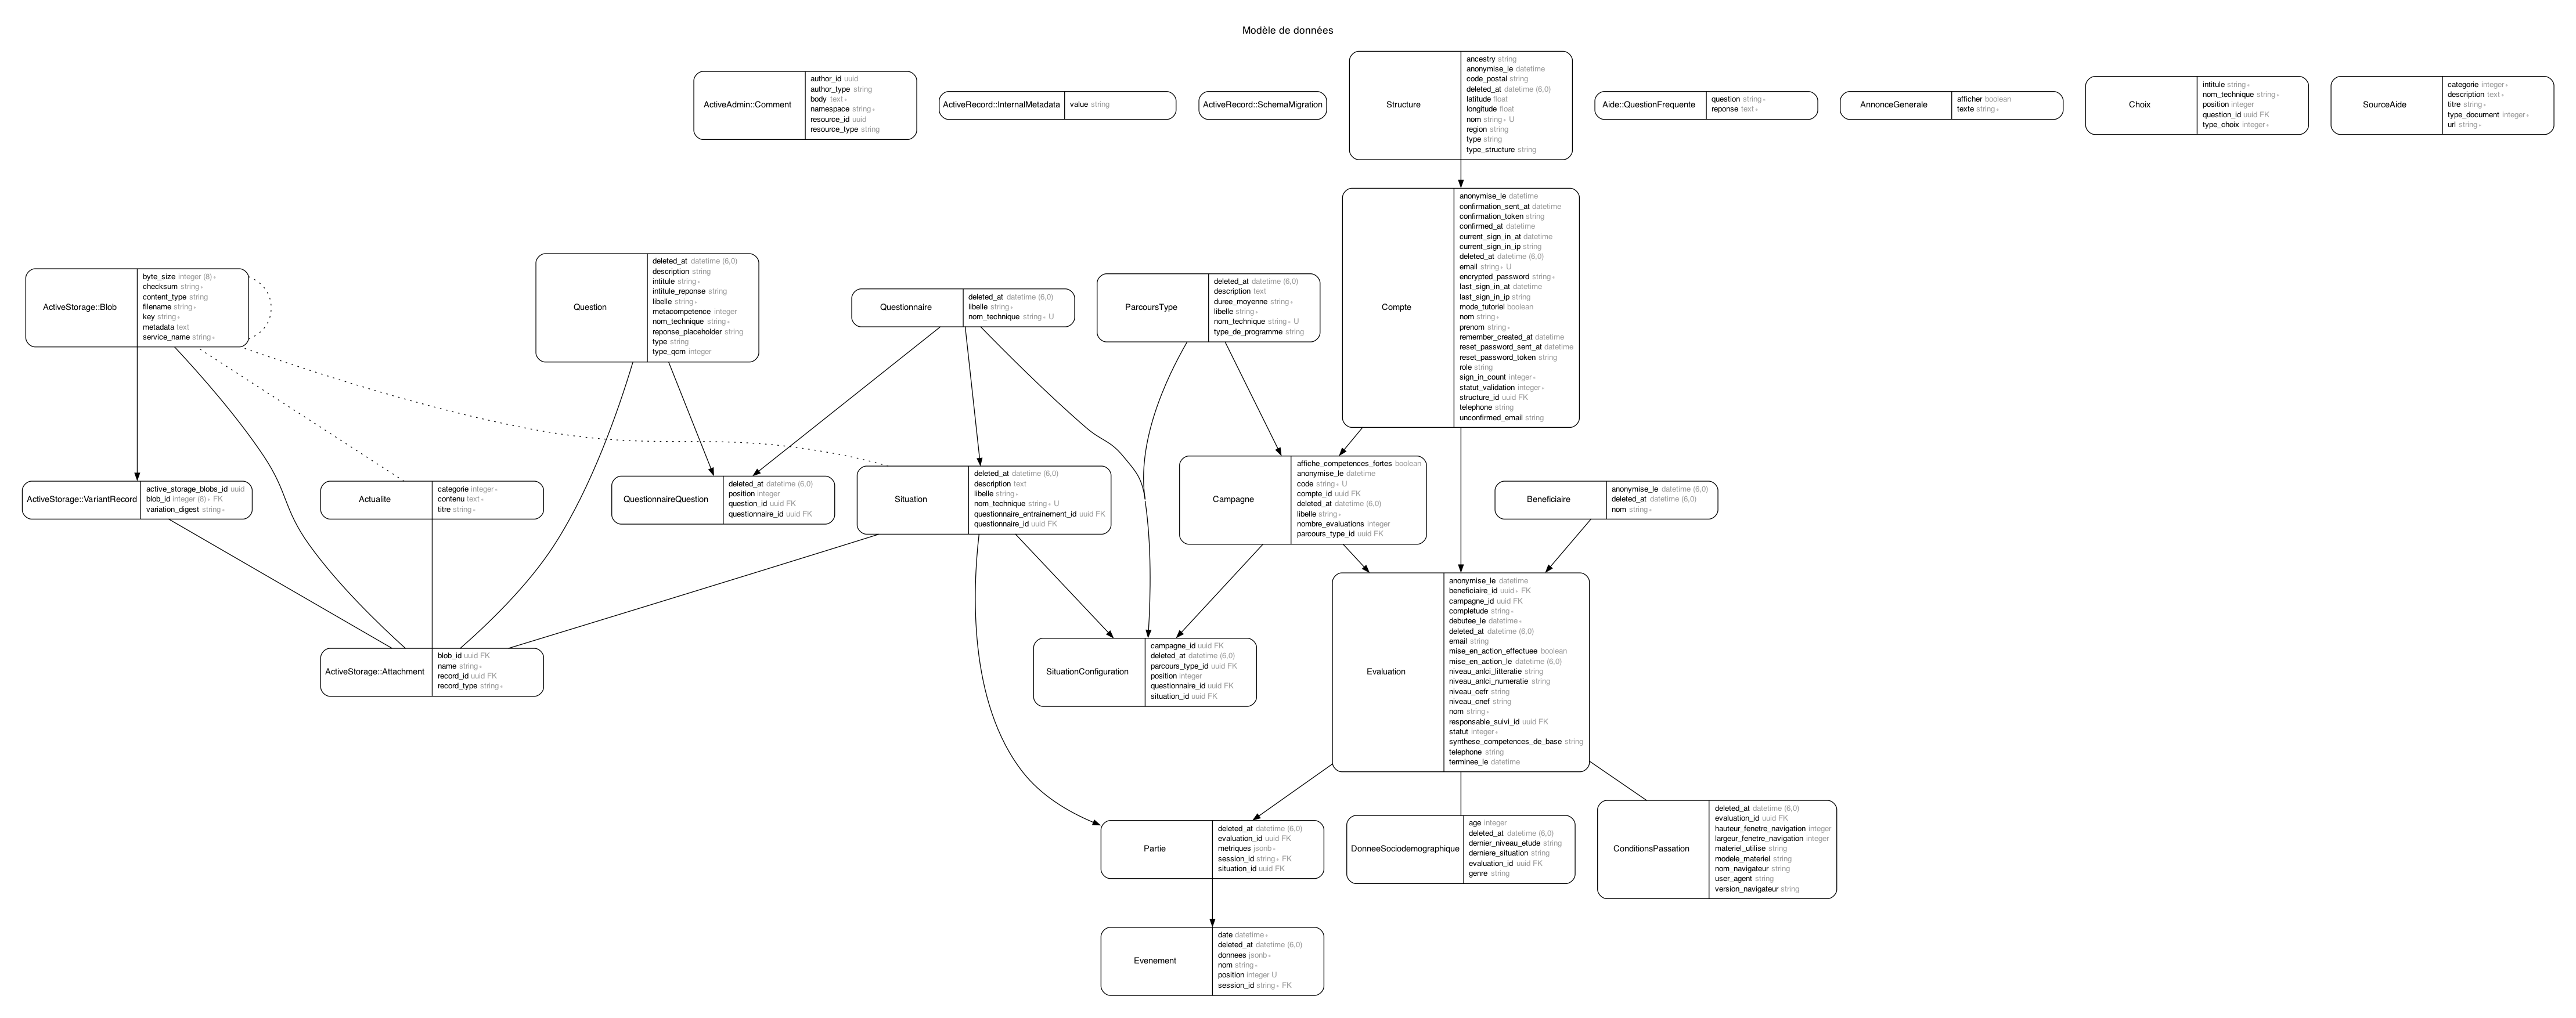 Modèle de données
ActiveAdmin::Comment
author_id uuid
author_type string
body text ∗
namespace string ∗
resource_id uuid
resource_type string
ActiveRecord::InternalMetadata
value string
ActiveRecord::SchemaMigration
Structure
ancestry string
anonymise_le datetime
code_postal string
deleted_at datetime (6,0)
latitude float
longitude float
nom string ∗ U
region string
type string
type_structure string
Aide::QuestionFrequente
question string ∗
reponse text ∗
AnnonceGenerale
afficher boolean
texte string ∗
Choix
intitule string ∗
nom_technique string ∗
position integer
question_id uuid FK
type_choix integer ∗
SourceAide
categorie integer ∗
description text ∗
titre string ∗
type_document integer ∗
url string ∗
Compte
anonymise_le datetime
confirmation_sent_at datetime
confirmation_token string
confirmed_at datetime
current_sign_in_at datetime
current_sign_in_ip string
deleted_at datetime (6,0)
email string ∗ U
encrypted_password string ∗
last_sign_in_at datetime
last_sign_in_ip string
mode_tutoriel boolean
nom string ∗
prenom string ∗
remember_created_at datetime
reset_password_sent_at datetime
reset_password_token string
role string
sign_in_count integer ∗
statut_validation integer ∗
structure_id uuid FK
telephone string
unconfirmed_email string
ActiveStorage::Blob
byte_size integer (8) ∗
checksum string ∗
content_type string
filename string ∗
key string ∗
metadata text
service_name string ∗
Question
deleted_at datetime (6,0)
description string
intitule string ∗
intitule_reponse string
libelle string ∗
metacompetence integer
nom_technique string ∗
reponse_placeholder string
type string
type_qcm integer
Questionnaire
deleted_at datetime (6,0)
libelle string ∗
nom_technique string ∗ U
ParcoursType
deleted_at datetime (6,0)
description text
duree_moyenne string ∗
libelle string ∗
nom_technique string ∗ U
type_de_programme string
ActiveStorage::VariantRecord
active_storage_blobs_id uuid
blob_id integer (8) ∗ FK
variation_digest string ∗
Actualite
categorie integer ∗
contenu text ∗
titre string ∗
QuestionnaireQuestion
deleted_at datetime (6,0)
position integer
question_id uuid FK
questionnaire_id uuid FK
Situation
deleted_at datetime (6,0)
description text
libelle string ∗
nom_technique string ∗ U
questionnaire_entrainement_id uuid FK
questionnaire_id uuid FK
Campagne
affiche_competences_fortes boolean
anonymise_le datetime
code string ∗ U
compte_id uuid FK
deleted_at datetime (6,0)
libelle string ∗
nombre_evaluations integer
parcours_type_id uuid FK
Beneficiaire
anonymise_le datetime (6,0)
deleted_at datetime (6,0)
nom string ∗
ActiveStorage::Attachment
blob_id uuid FK
name string ∗
record_id uuid FK
record_type string ∗
SituationConfiguration
campagne_id uuid FK
deleted_at datetime (6,0)
parcours_type_id uuid FK
position integer
questionnaire_id uuid FK
situation_id uuid FK
Evaluation
anonymise_le datetime
beneficiaire_id uuid ∗ FK
campagne_id uuid FK
completude string ∗
debutee_le datetime ∗
deleted_at datetime (6,0)
email string
mise_en_action_effectuee boolean
mise_en_action_le datetime (6,0)
niveau_anlci_litteratie string
niveau_anlci_numeratie string
niveau_cefr string
niveau_cnef string
nom string ∗
responsable_suivi_id uuid FK
statut integer ∗
synthese_competences_de_base string
telephone string
terminee_le datetime
Partie
deleted_at datetime (6,0)
evaluation_id uuid FK
metriques jsonb ∗
session_id string ∗ FK
situation_id uuid FK
DonneeSociodemographique
age integer
deleted_at datetime (6,0)
dernier_niveau_etude string
derniere_situation string
evaluation_id uuid FK
genre string
ConditionsPassation
deleted_at datetime (6,0)
evaluation_id uuid FK
hauteur_fenetre_navigation integer
largeur_fenetre_navigation integer
materiel_utilise string
modele_materiel string
nom_navigateur string
user_agent string
version_navigateur string
Evenement
date datetime ∗
deleted_at datetime (6,0)
donnees jsonb ∗
nom string ∗
position integer U
session_id string ∗ FK